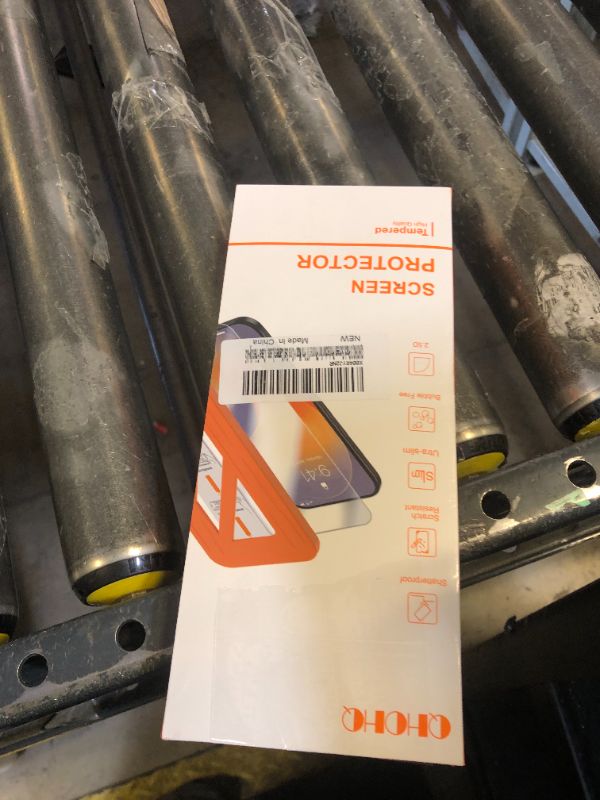 QHOHQ
Shatterproof
Scratch
Resistant
Slim
Ultra-slim
Bubble Free
2.5D
9:41
NEW Made in China
SCREEN
PROTECTOR
Tempered
High Quality